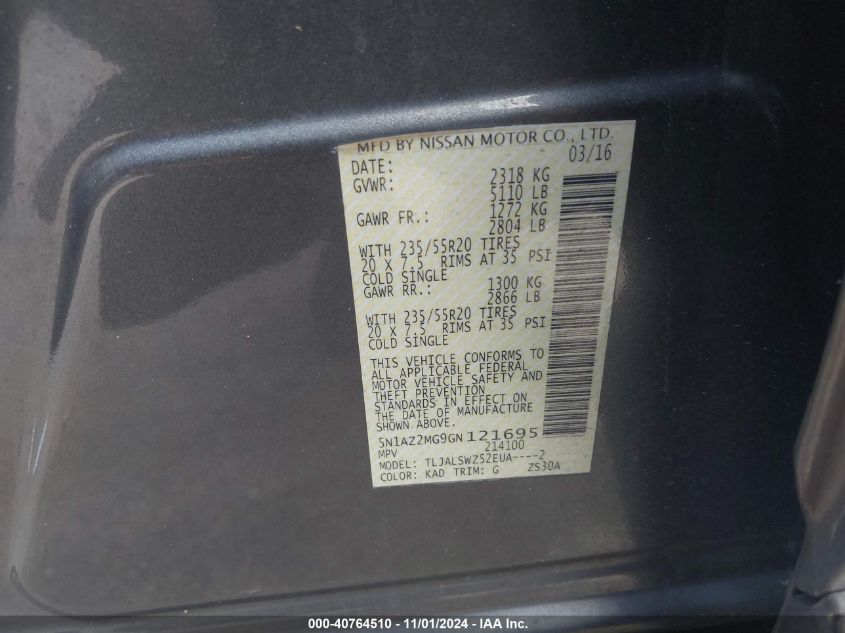 MFD BY NISSAN MOTOR CO., LTD.
DATE: 03/16
GVWR: 2318 KG
5110 LB
GAWR FR.: 1272 KG
2804 LB
WITH 235/55R20 TIRES
20 X 7.5 RIMS AT 35 PSI
COLD SINGLE
GAWR RR.: 1300 KG
2866 LB
WITH 235/55R20 TIRES
20 X 7.5 RIMS AT 35 PSI
COLD SINGLE
THIS VEHICLE CONFORMS TO
ALL APPLICABLE FEDERAL
MOTOR VEHICLE SAFETY AND
THEFT PREVENTION
STANDARDS IN EFFECT ON
THE DATE OF MANUFACTURE
SHOWN ABOVE.
5N1AZ2MG9GN121695
MPV 214100
MODEL: TLJALSWZ52EUA----2
COLOR: KAD TRIM: G ZS30A
000-40764510 - 11/01/2024 - IAA Inc.